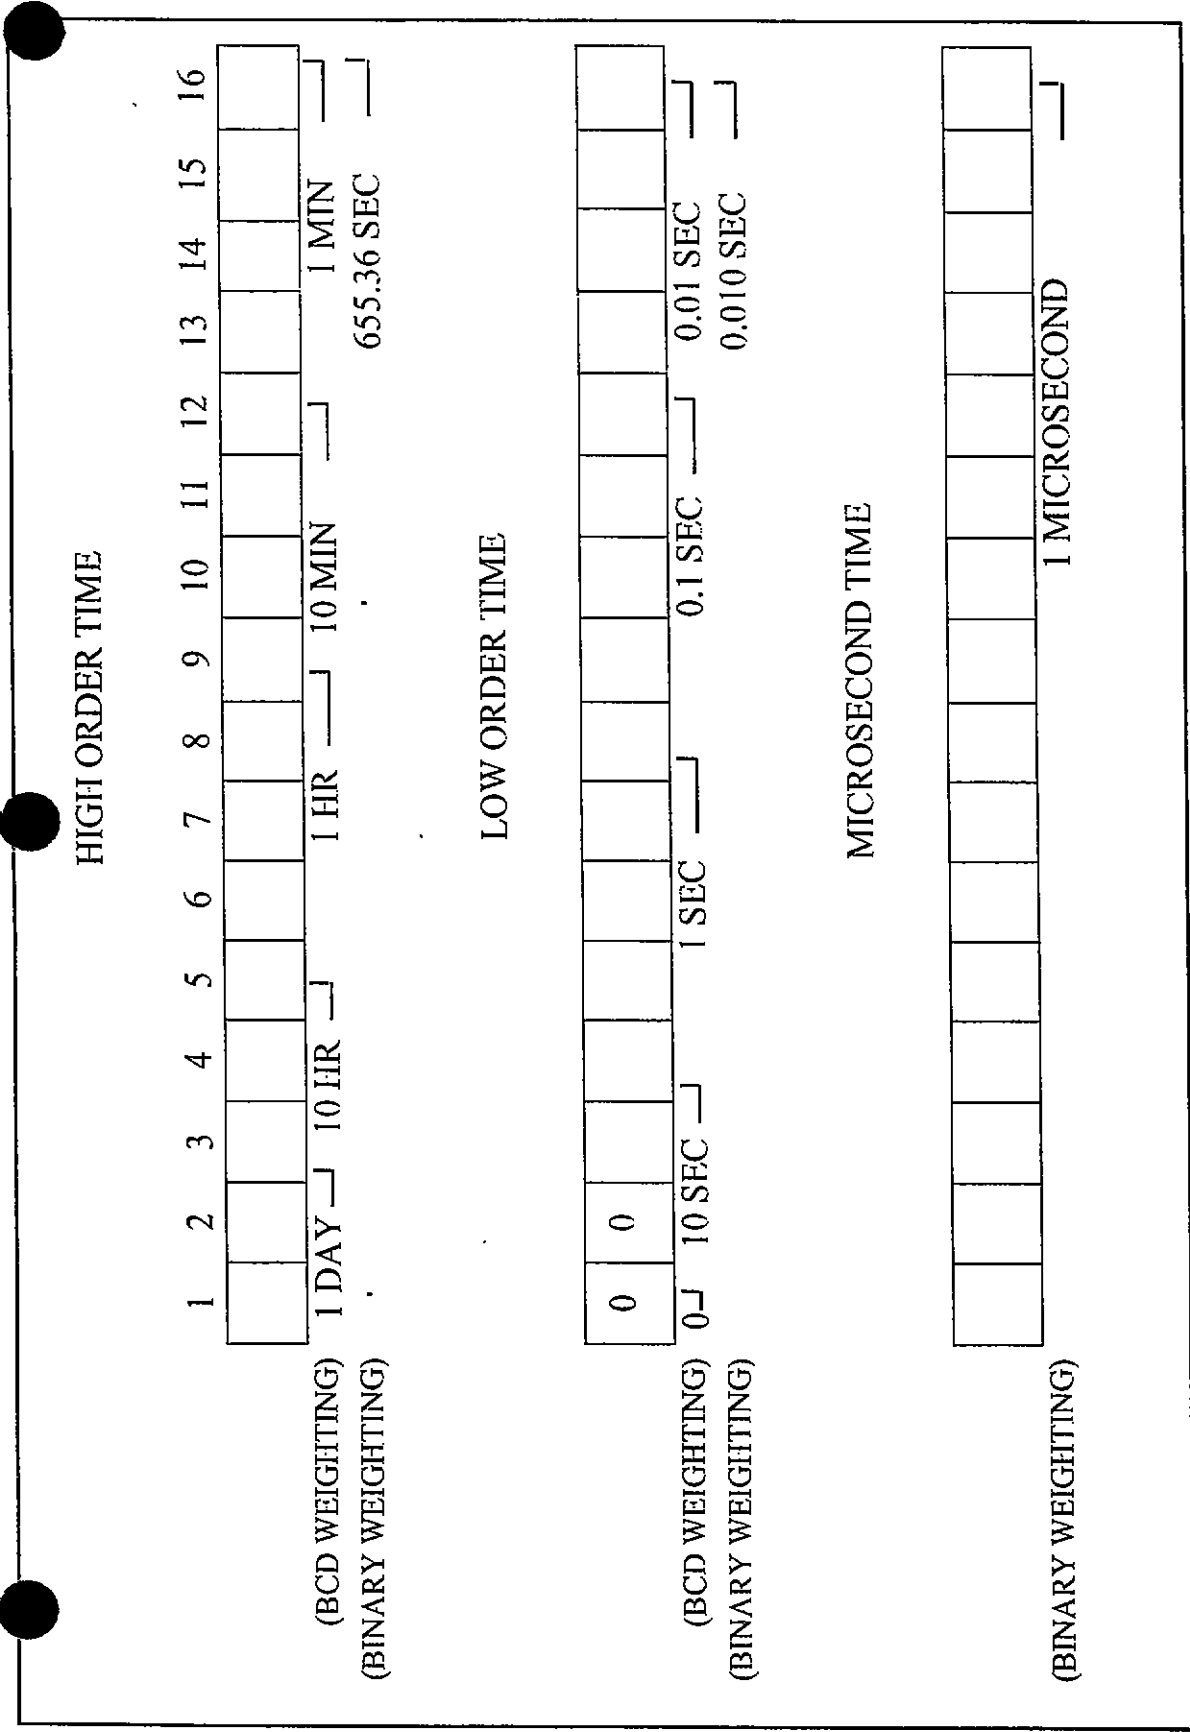 HIGH ORDER TIME
1 2 3 4 5 6 7 8 9 10 11 12 13 14 15 16
(BCD WEIGHTING) 1 DAY 10 HR 1 HR 10 MIN 1 MIN
(BINARY WEIGHTING) 655.36 SEC
LOW ORDER TIME
0 0
(BCD WEIGHTING) 0 10 SEC 1 SEC 0.1 SEC 0.01 SEC
(BINARY WEIGHTING) 0.010 SEC
MICROSECOND TIME
(BINARY WEIGHTING) 1 MICROSECOND